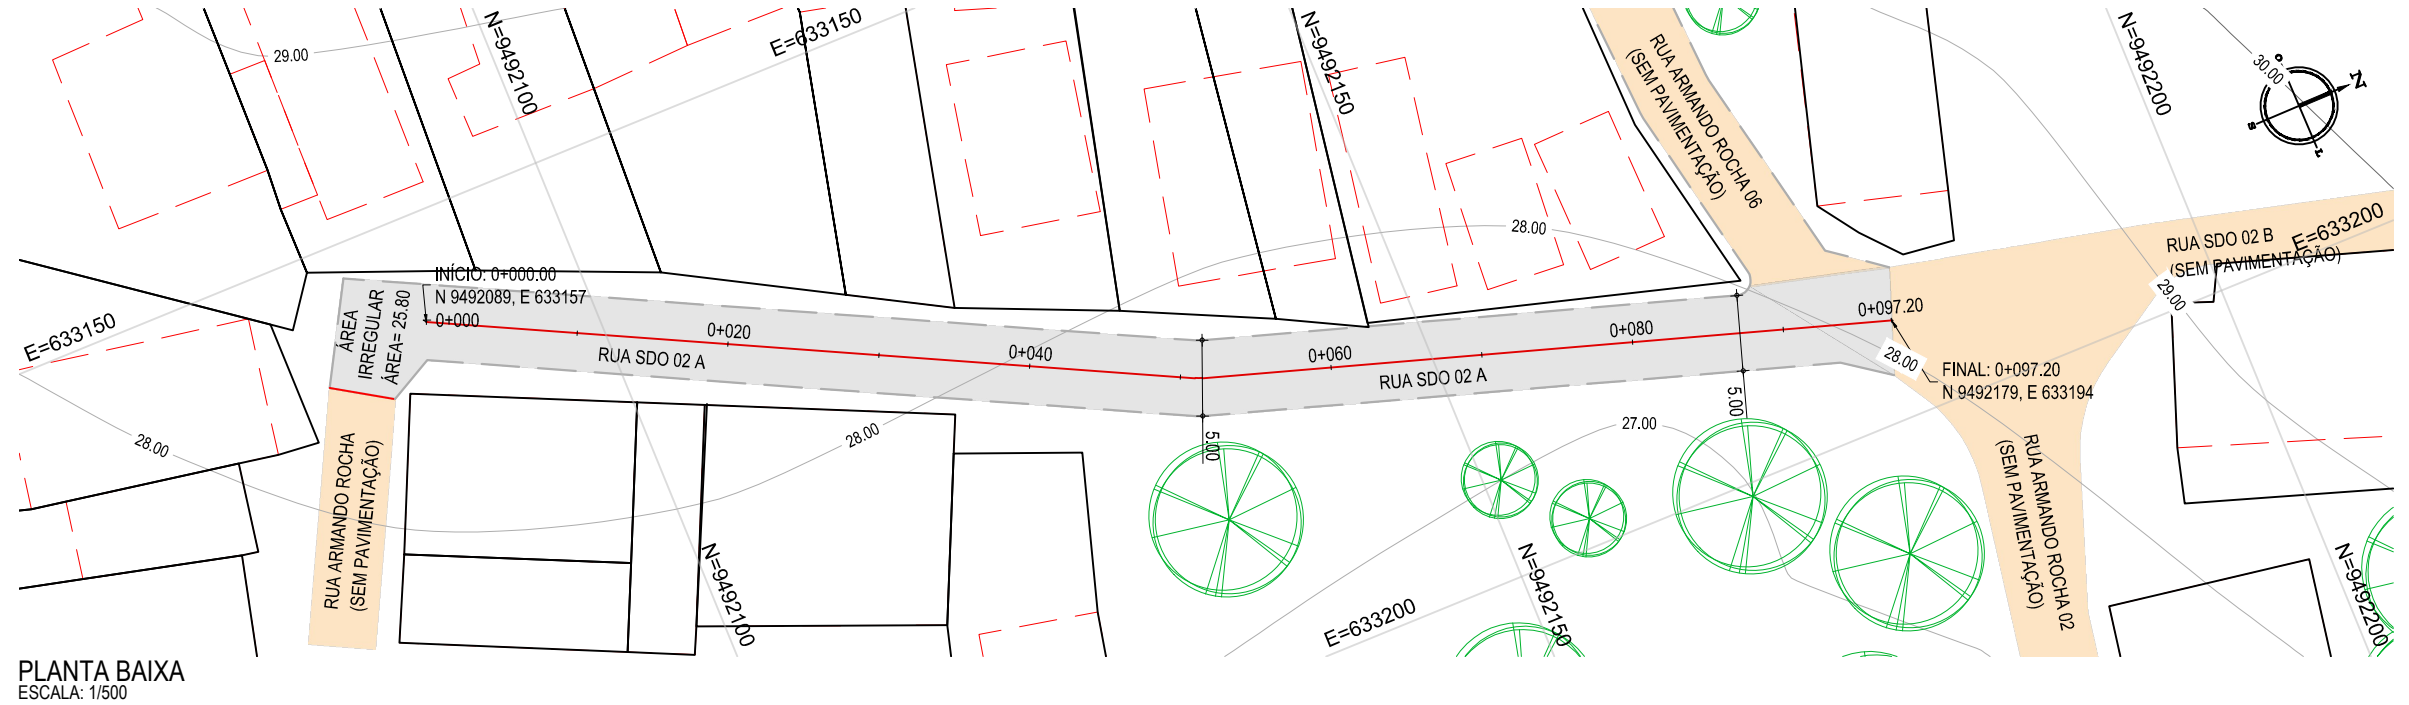 29.00
N=9492100
E=633150
N=9492150
RUA ARMANDO ROCHA 06
(SEM PAVIMENTAÇÃO)
N=9492200
30.00
O
N
S
L
E=633200
RUA SDO 02 B
(SEM PAVIMENTAÇÃO)
29.00
28.00
INÍCIO: 0+000.00
N 9492089, E 633157
0+000
ÁREA
IRREGULAR
ÁREA= 25.80
E=633150
0+020
RUA SDO 02 A
0+040
0+060
RUA SDO 02 A
0+080
0+097.20
28.00
FINAL: 0+097.20
N 9492179, E 633194
5.00
5.00
27.00
28.00
28.00
RUA ARMANDO ROCHA
(SEM PAVIMENTAÇÃO)
RUA ARMANDO ROCHA 02
(SEM PAVIMENTAÇÃO)
N=9492100
E=633200
N=9492150
N=9492200
PLANTA BAIXA
ESCALA: 1/500